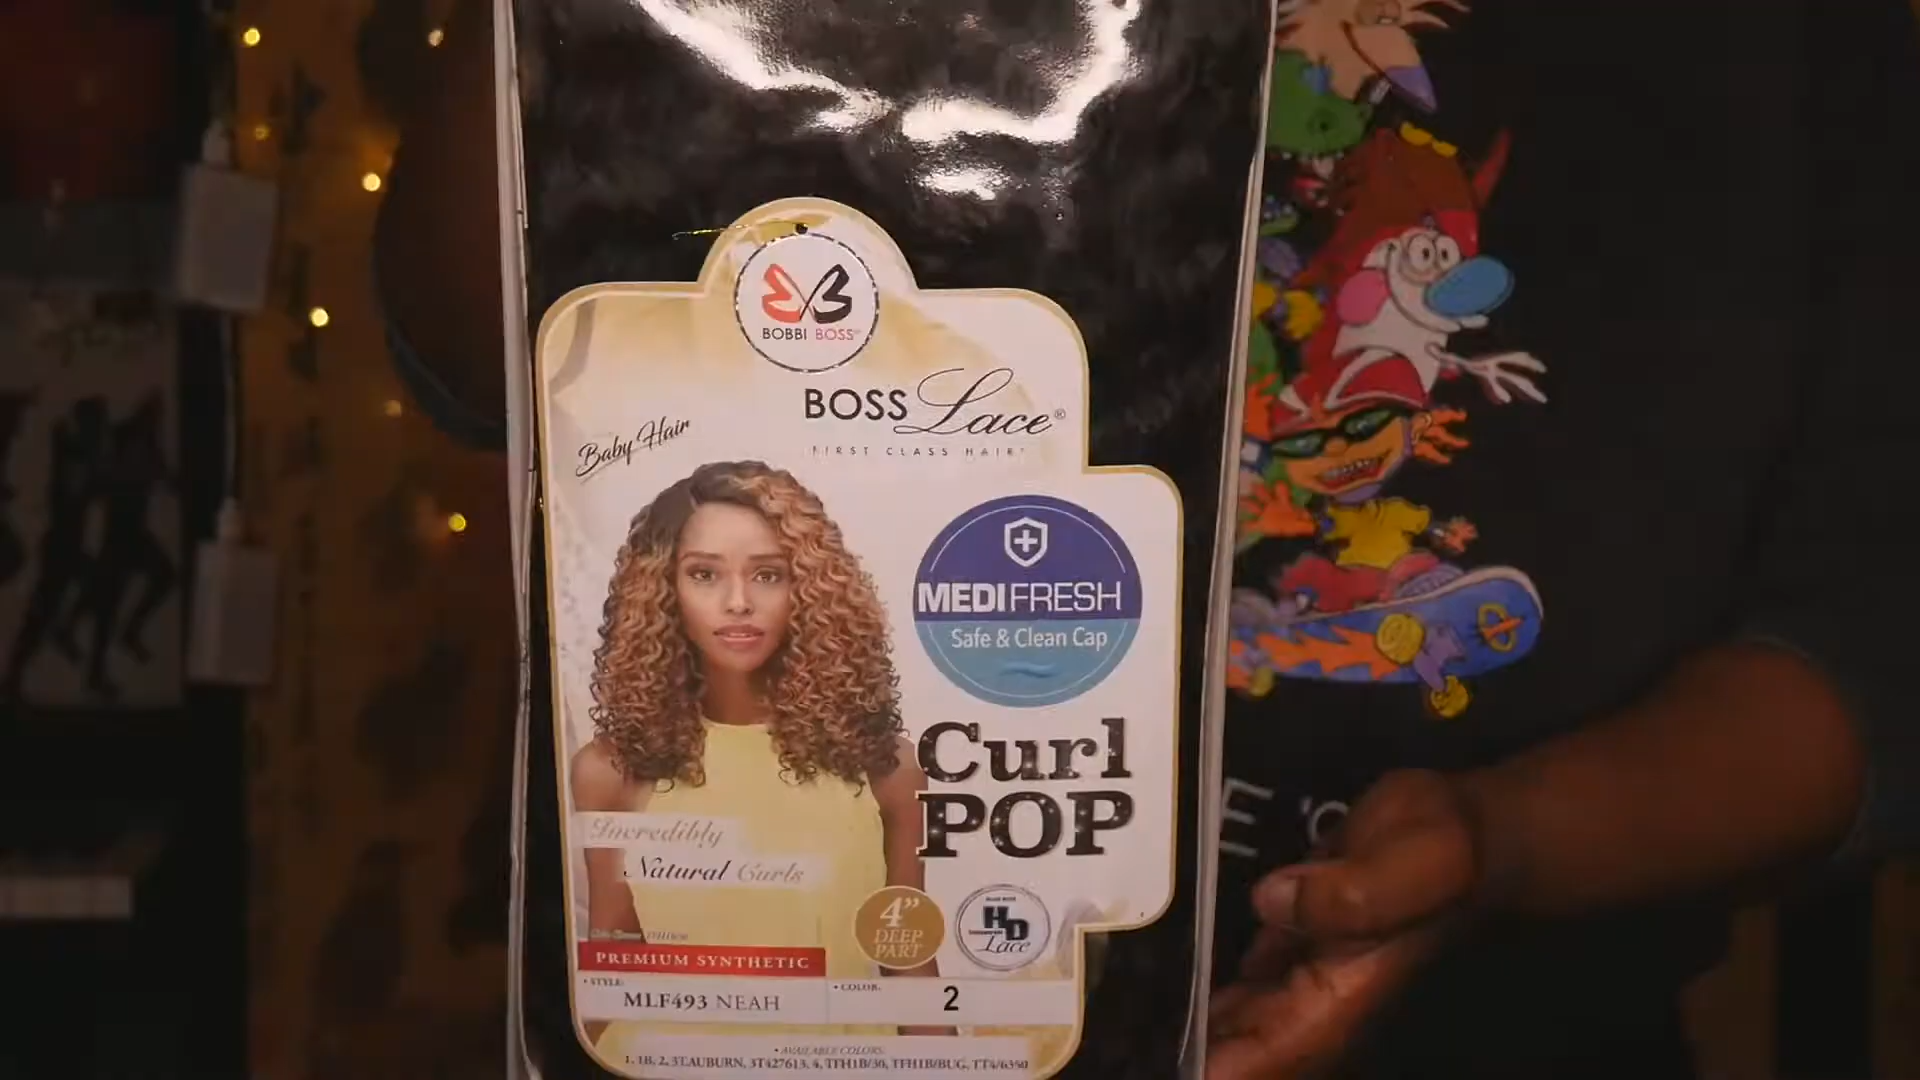 BOBBI BOSS®
BOSS Lace®
FIRST CLASS HAIR
Baby Hair
MEDIFRESH
Safe & Clean Cap
Curl
POP
Incredibly
Natural Curls
4”
DEEP
PART
HD
Lace
PREMIUM SYNTHETIC
• STYLE:
MLF493 NEAH
• COLOR:
2
• AVAILABLE COLORS:
1, 1B, 2, 3T.AUBURN, 3T427613, 4, TFH1B/30, TFH1B/BUG, TT4/6350